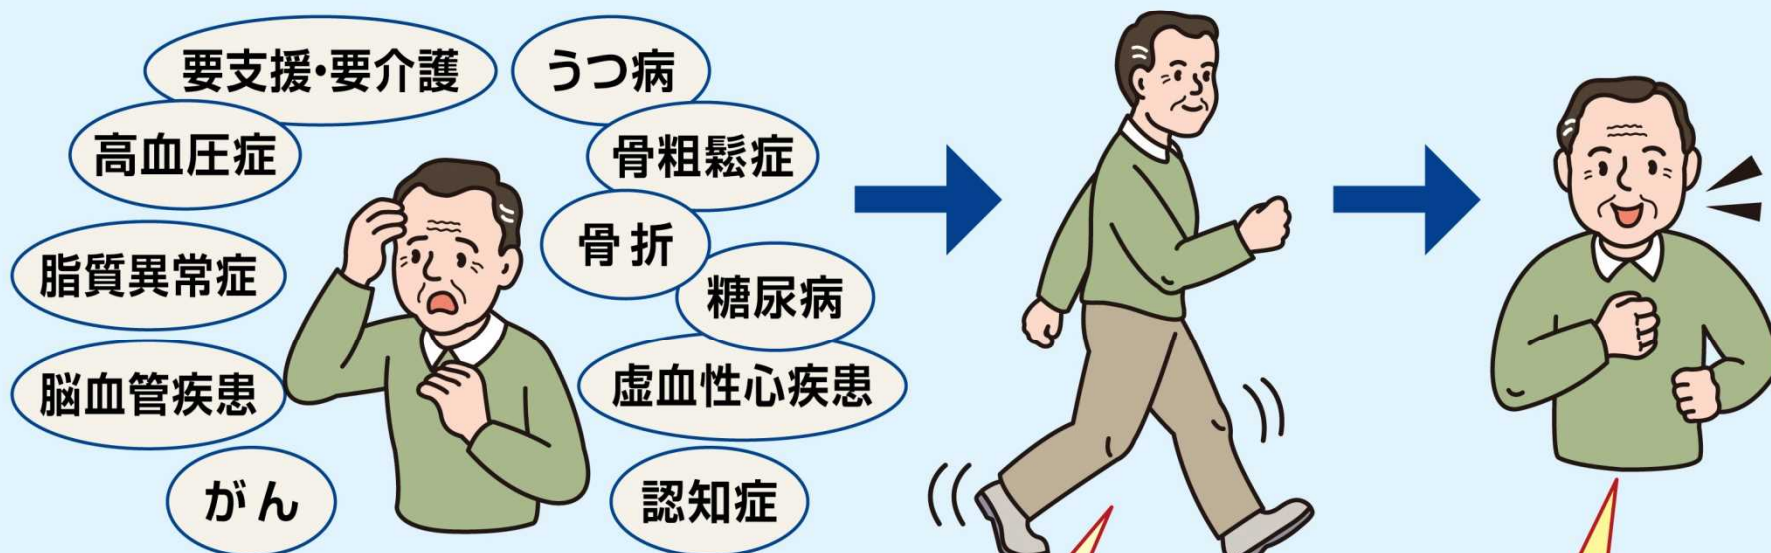 要支援・要介護
うつ病
高血圧症
骨粗鬆症
骨折
脂質異常症
糖尿病
脳血管疾患
虚血性心疾患
がん
認知症